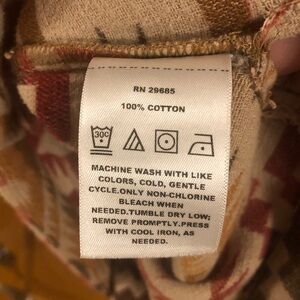 RN 29685
100% COTTON
30C
MACHINE WASH WITH LIKE
COLORS, COLD, GENTLE
CYCLE.ONLY NON-CHLORINE
BLEACH WHEN
NEEDED.TUMBLE DRY LOW;
REMOVE PROMPTLY.PRESS
WITH COOL IRON, AS
NEEDED.